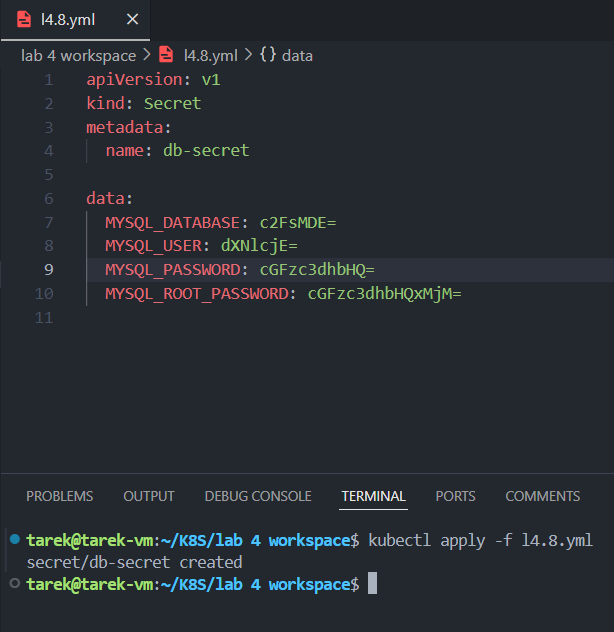 l4.8.yml
lab 4 workspace > l4.8.yml > {} data
1 apiVersion: v1
2 kind: Secret
3 metadata:
4 name: db-secret
5
6 data:
7 MYSQL_DATABASE: c2FsMDE=
8 MYSQL_USER: dXNlcjE=
9 MYSQL_PASSWORD: cGFzc3dhbHQ=
10 MYSQL_ROOT_PASSWORD: cGFzc3dhbHQxMjM=
11
PROBLEMS OUTPUT DEBUG CONSOLE TERMINAL PORTS COMMENTS
tarek@tarek-vm:~/K8S/lab 4 workspace$ kubectl apply -f l4.8.yml
secret/db-secret created
tarek@tarek-vm:~/K8S/lab 4 workspace$